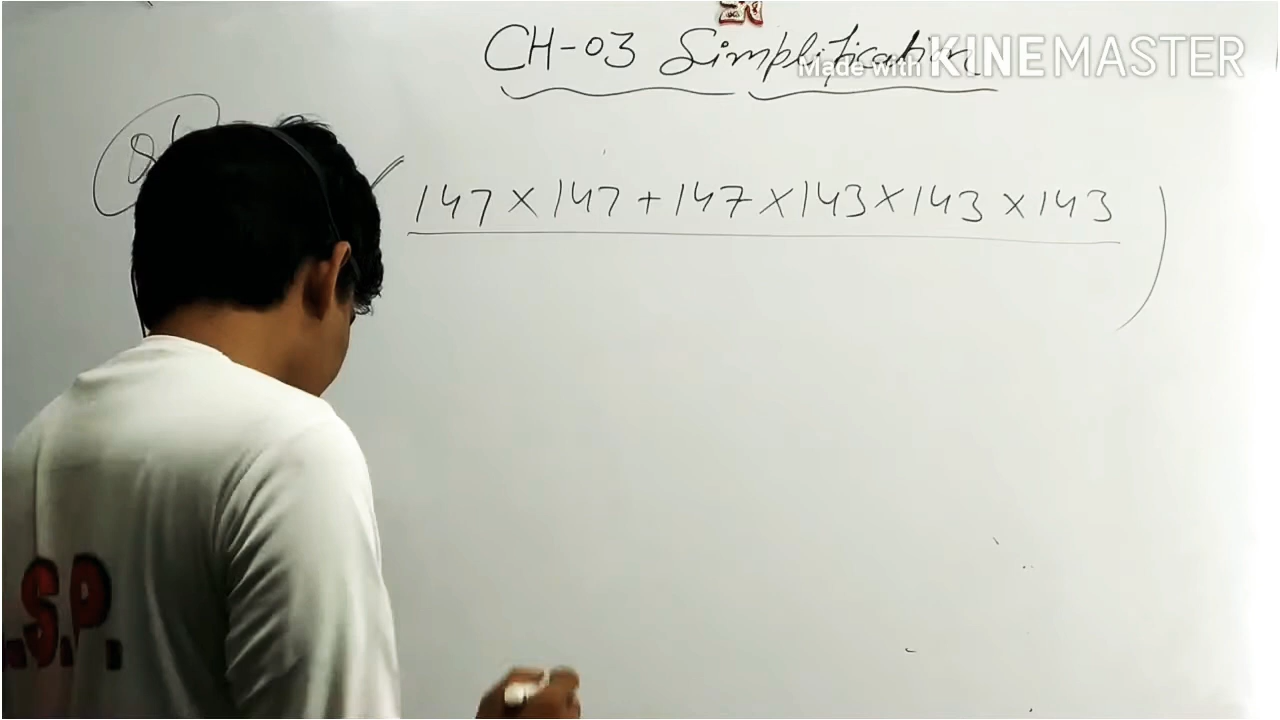 CH-03 Simplification
Made with KINEMASTER
147 × 147 + 147 × 143 × 143 × 143 )
.S.P.